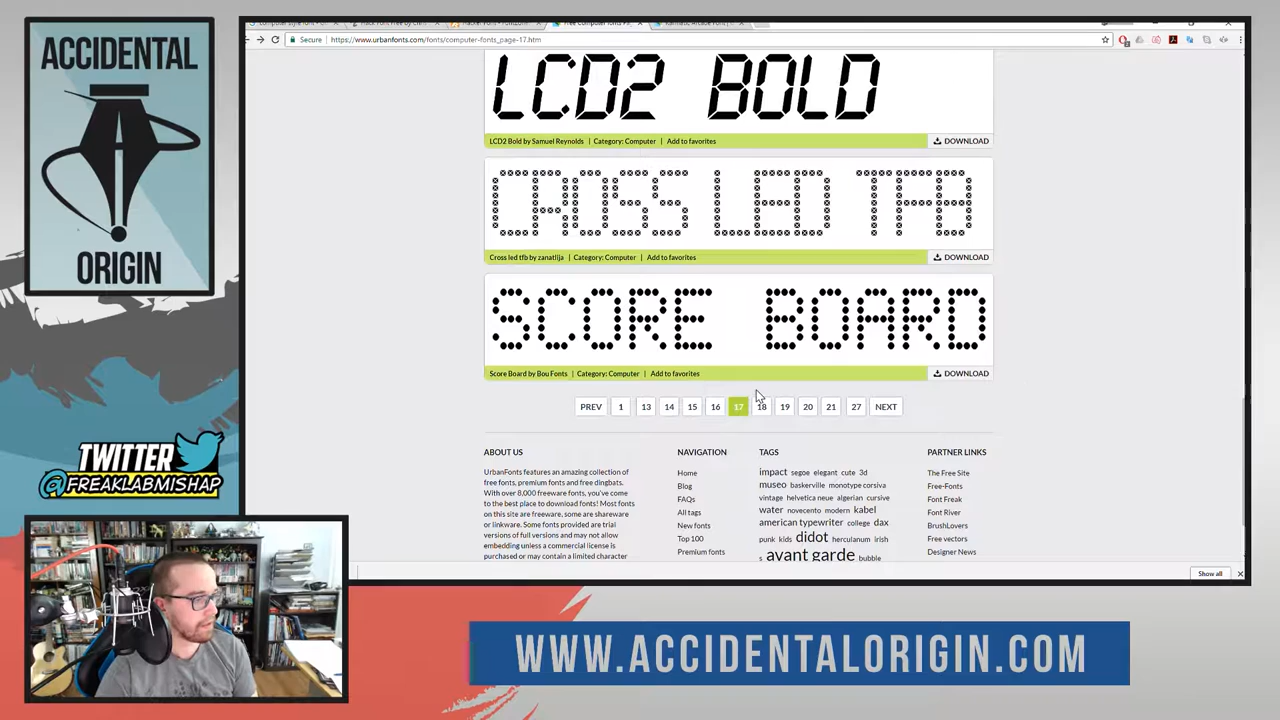 ACCIDENTAL
ORIGIN
Secure | https://www.urbanfonts.com/fonts/computer-fonts_page-17.htm
LCD2 BOLD
LCD2 Bold by Samuel Reynolds | Category: Computer | Add to favorites DOWNLOAD
CROSS LED TFB
Cross led tfb by zanatlija | Category: Computer | Add to favorites DOWNLOAD
SCORE BOARD
Score Board by Bou Fonts | Category: Computer | Add to favorites DOWNLOAD
PREV 1 13 14 15 16 17 18 19 20 21 27 NEXT
ABOUT US
UrbanFonts features an amazing collection of
free fonts, premium fonts and free dingbats.
With over 8,000 freeware fonts, you've come
to the best place to download fonts! Most fonts
on this site are freeware, some are shareware
or linkware. Some fonts provided are trial
versions of full versions and may not allow
embedding unless a commercial license is
purchased or may contain a limited character
NAVIGATION
Home
Blog
FAQs
All tags
New fonts
Top 100
Premium fonts
TAGS
impact segoe elegant cute 3d
museo baskerville monotype corsiva
vintage helvetica neue algerian cursive
water novecento modern kabel
american typewriter college dax
punk kids didot herculanum irish
s avant garde bubble
PARTNER LINKS
The Free Site
Free-Fonts
Font Freak
Font River
BrushLovers
Free vectors
Designer News
Show all
TWITTER
@FREAKLABMISHAP
WWW.ACCIDENTALORIGIN.COM